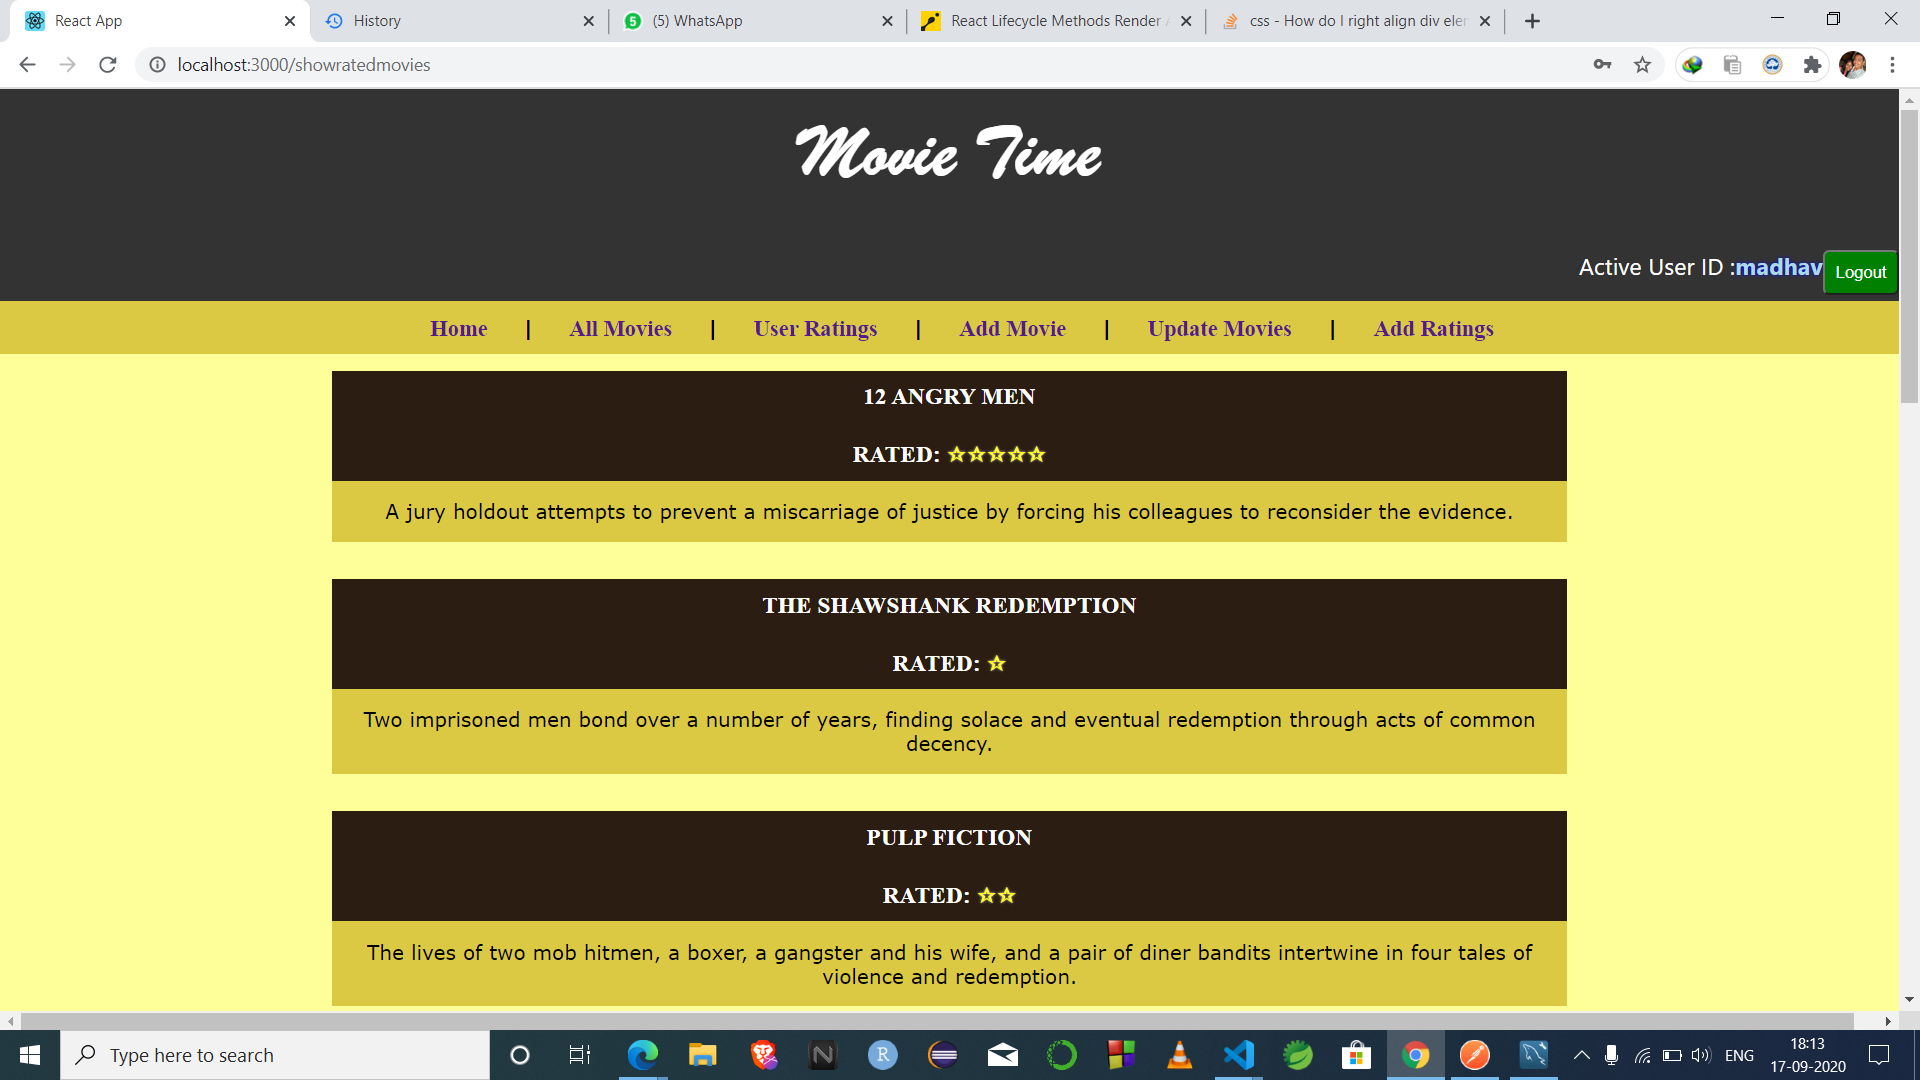 React App
History
(5) WhatsApp
React Lifecycle Methods Render
css - How do I right align div elem
localhost:3000/showratedmovies
Movie Time
Active User ID :madhav
Logout
Home | All Movies | User Ratings | Add Movie | Update Movies | Add Ratings
12 ANGRY MEN
RATED: ☆☆☆☆☆
A jury holdout attempts to prevent a miscarriage of justice by forcing his colleagues to reconsider the evidence.
THE SHAWSHANK REDEMPTION
RATED: ☆
Two imprisoned men bond over a number of years, finding solace and eventual redemption through acts of common
decency.
PULP FICTION
RATED: ☆☆
The lives of two mob hitmen, a boxer, a gangster and his wife, and a pair of diner bandits intertwine in four tales of
violence and redemption.
Type here to search
ENG
18:13
17-09-2020